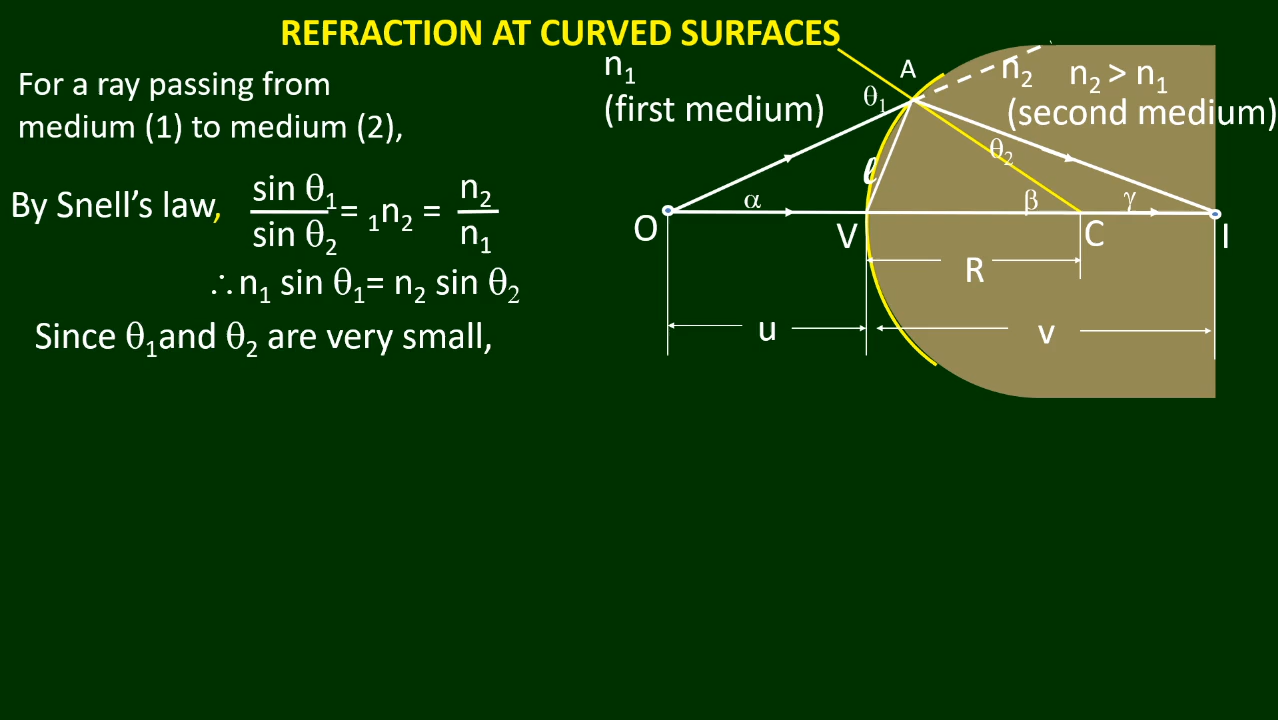 REFRACTION AT CURVED SURFACES
For a ray passing from
medium (1) to medium (2),
By Snell's law, sin θ₁ / sin θ₂ = ₁n₂ = n₂ / n₁
∴ n₁ sin θ₁= n₂ sin θ₂
Since θ₁and θ₂ are very small,
n₁
(first medium)
A
n₂
n₂ > n₁
(second medium)
θ₁
θ₂
ℓ
α
β
γ
O
V
C
I
R
u
v